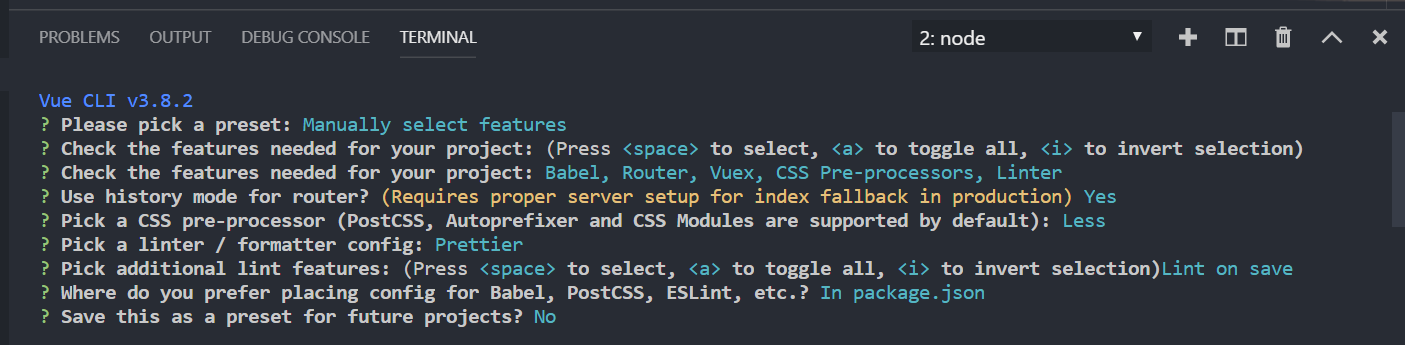 PROBLEMS OUTPUT DEBUG CONSOLE TERMINAL 2: node
Vue CLI v3.8.2
? Please pick a preset: Manually select features
? Check the features needed for your project: (Press <space> to select, <a> to toggle all, <i> to invert selection)
? Check the features needed for your project: Babel, Router, Vuex, CSS Pre-processors, Linter
? Use history mode for router? (Requires proper server setup for index fallback in production) Yes
? Pick a CSS pre-processor (PostCSS, Autoprefixer and CSS Modules are supported by default): Less
? Pick a linter / formatter config: Prettier
? Pick additional lint features: (Press <space> to select, <a> to toggle all, <i> to invert selection)Lint on save
? Where do you prefer placing config for Babel, PostCSS, ESLint, etc.? In package.json
? Save this as a preset for future projects? No